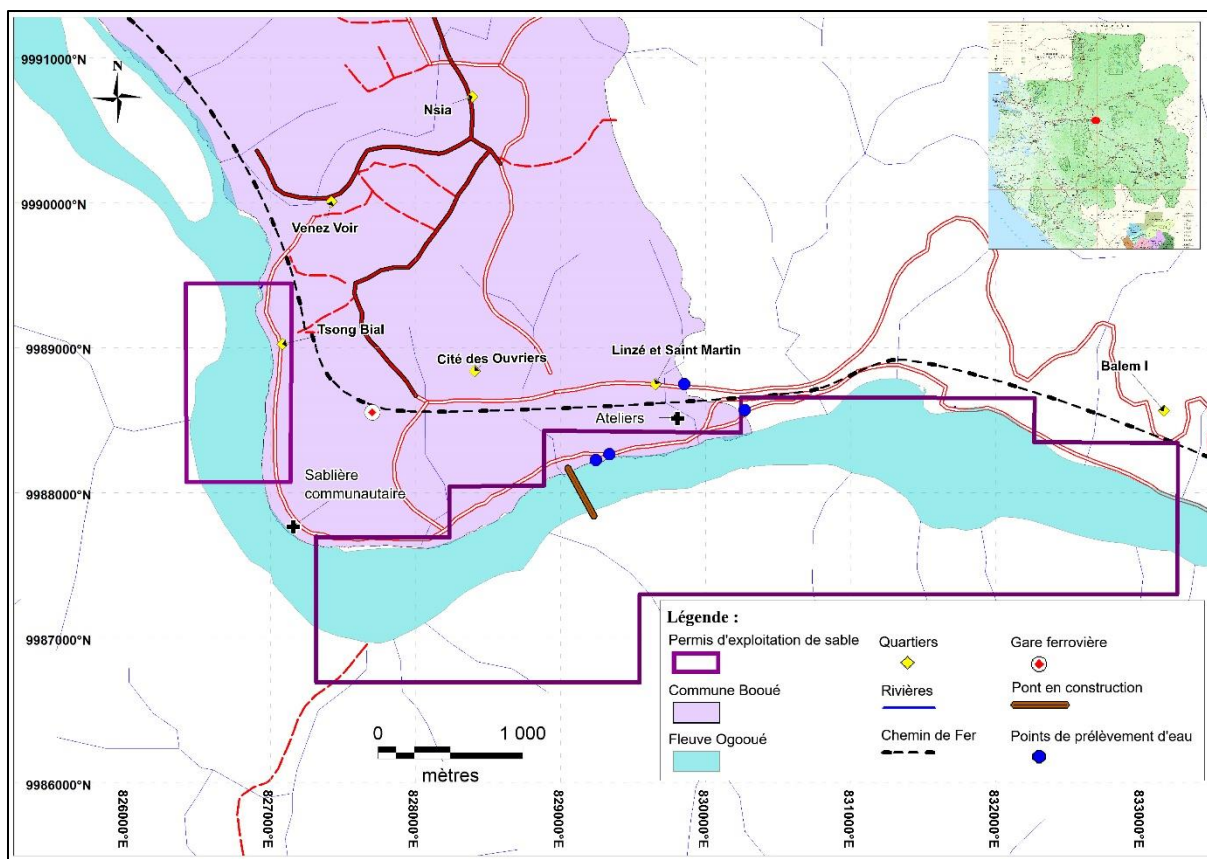 9991000°N
9990000°N
9989000°N
9988000°N
9987000°N
9986000°N
N
Nsia
Venez Voir
Tsong Bial
Cité des Ouvriers
Linzé et Saint Martin
Balem I
Ateliers
Sablière
communautaire
0 1 000
mètres
Légende :
Permis d'exploitation de sable
Commune Booué
Fleuve Ogooué
Quartiers
Rivières
Chemin de Fer
Gare ferrovière
Pont en construction
Points de prélèvement d'eau
826000°E
827000°E
828000°E
829000°E
830000°E
831000°E
832000°E
833000°E